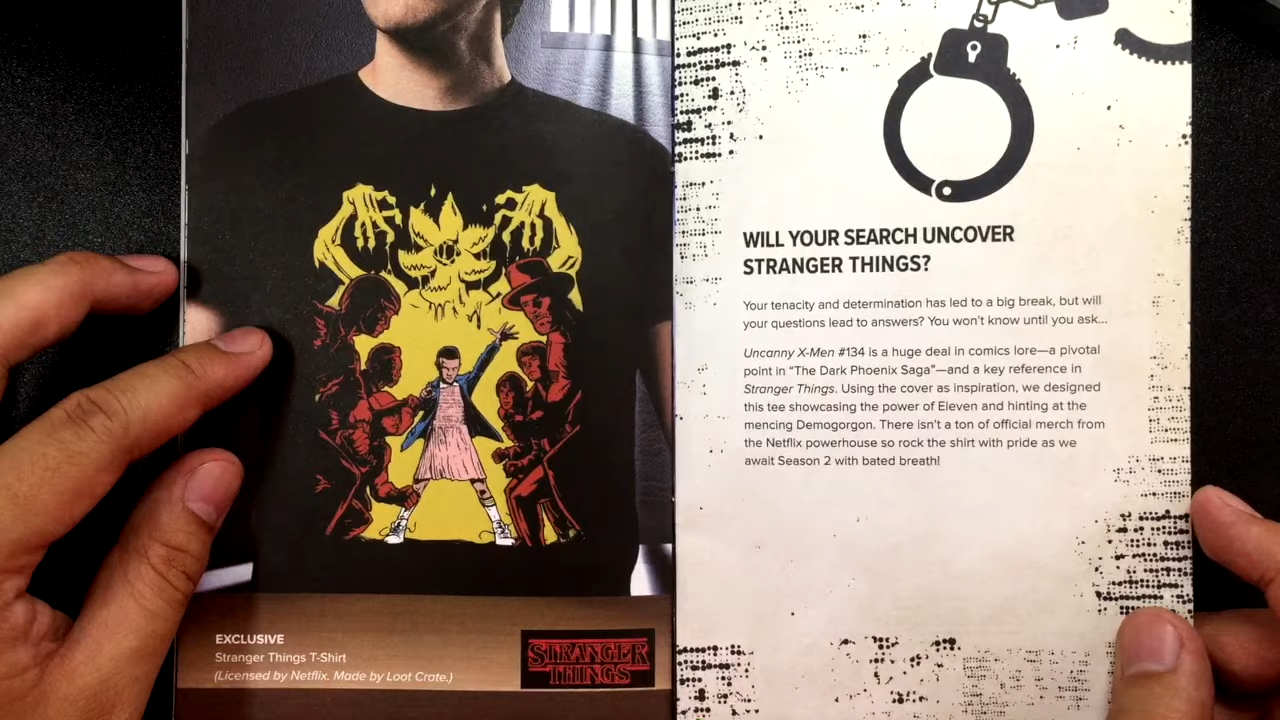 EXCLUSIVE
Stranger Things T-Shirt
(Licensed by Netflix. Made by Loot Crate.)
STRANGER
THINGS
WILL YOUR SEARCH UNCOVER
STRANGER THINGS?
Your tenacity and determination has led to a big break, but will
your questions lead to answers? You won't know until you ask...
Uncanny X-Men #134 is a huge deal in comics lore—a pivotal
point in “The Dark Phoenix Saga”—and a key reference in
Stranger Things. Using the cover as inspiration, we designed
this tee showcasing the power of Eleven and hinting at the
mencing Demogorgon. There isn't a ton of official merch from
the Netflix powerhouse so rock the shirt with pride as we
await Season 2 with bated breath!